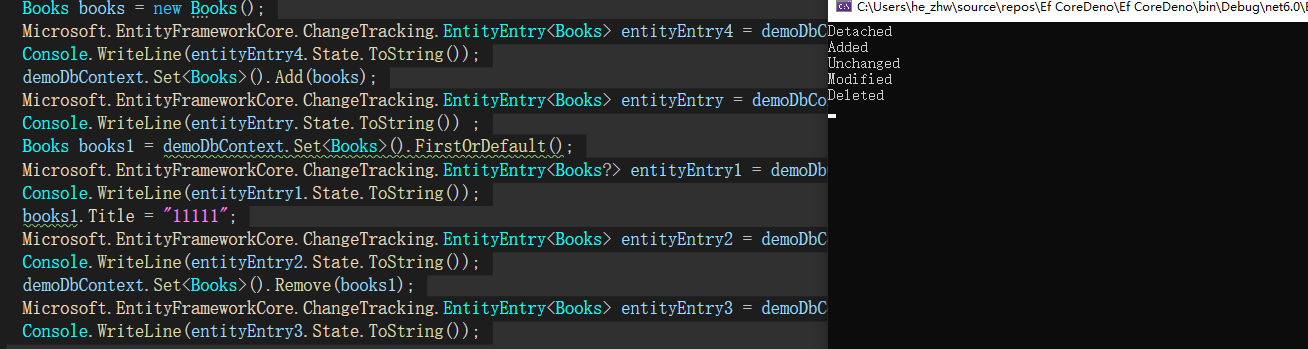 Books books = new Books();
Microsoft.EntityFrameworkCore.ChangeTracking.EntityEntry<Books> entityEntry4 = demoDbC
Console.WriteLine(entityEntry4.State.ToString());
demoDbContext.Set<Books>().Add(books);
Microsoft.EntityFrameworkCore.ChangeTracking.EntityEntry<Books> entityEntry = demoDbCo
Console.WriteLine(entityEntry.State.ToString()) ;
Books books1 = demoDbContext.Set<Books>().FirstOrDefault();
Microsoft.EntityFrameworkCore.ChangeTracking.EntityEntry<Books?> entityEntry1 = demoDb
Console.WriteLine(entityEntry1.State.ToString());
books1.Title = "11111";
Microsoft.EntityFrameworkCore.ChangeTracking.EntityEntry<Books> entityEntry2 = demoDbC
Console.WriteLine(entityEntry2.State.ToString());
demoDbContext.Set<Books>().Remove(books1);
Microsoft.EntityFrameworkCore.ChangeTracking.EntityEntry<Books> entityEntry3 = demoDbC
Console.WriteLine(entityEntry3.State.ToString());
C:\Users\he_zhw\source\repos\Ef CoreDeno\Ef CoreDeno\bin\Debug\net6.0\E
Detached
Added
Unchanged
Modified
Deleted